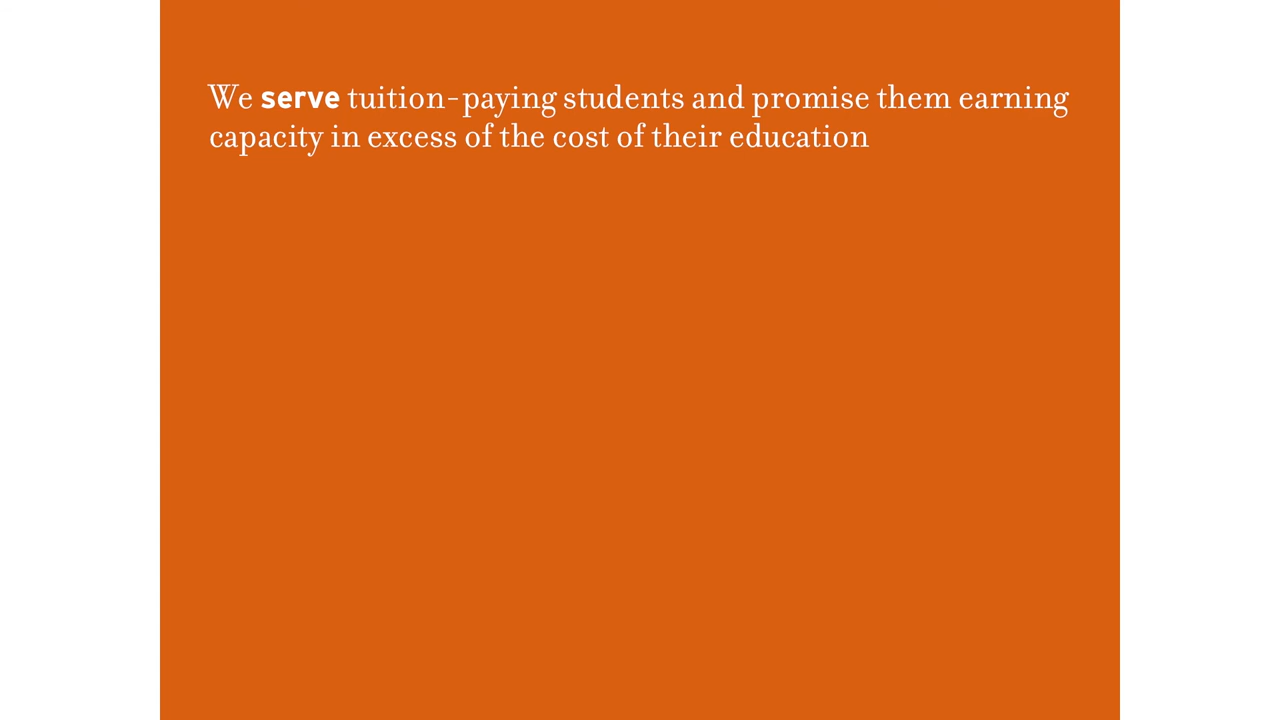 We serve tuition-paying students and promise them earning
capacity in excess of the cost of their education